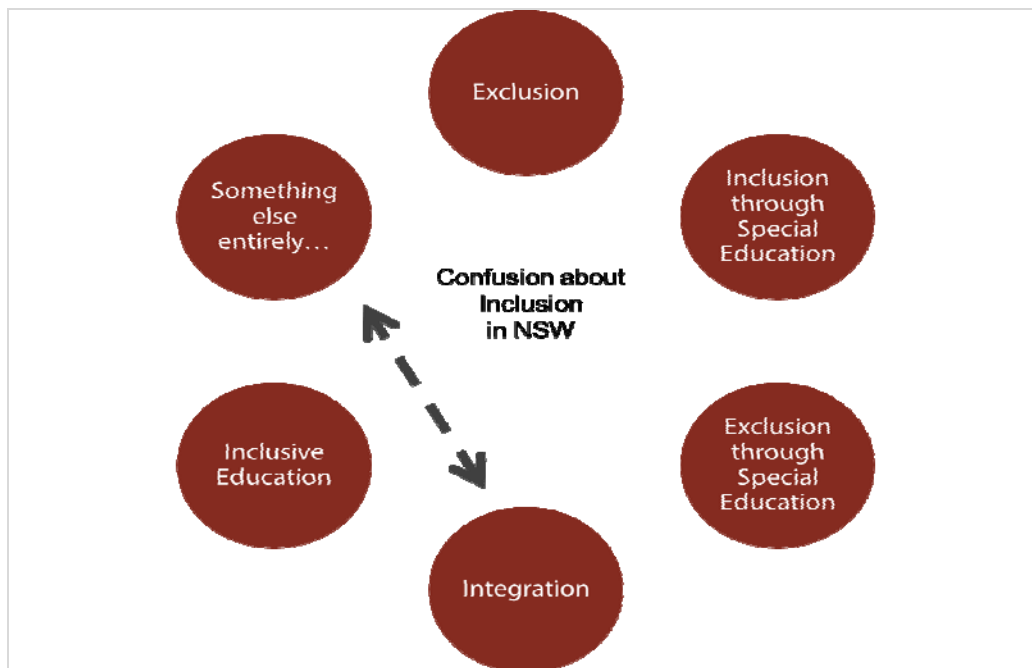 Exclusion
Inclusion
through
Special
Education
Exclusion
through
Special
Education
Integration
Inclusive
Education
Something
else
entirely...
Confusion about
Inclusion
in NSW